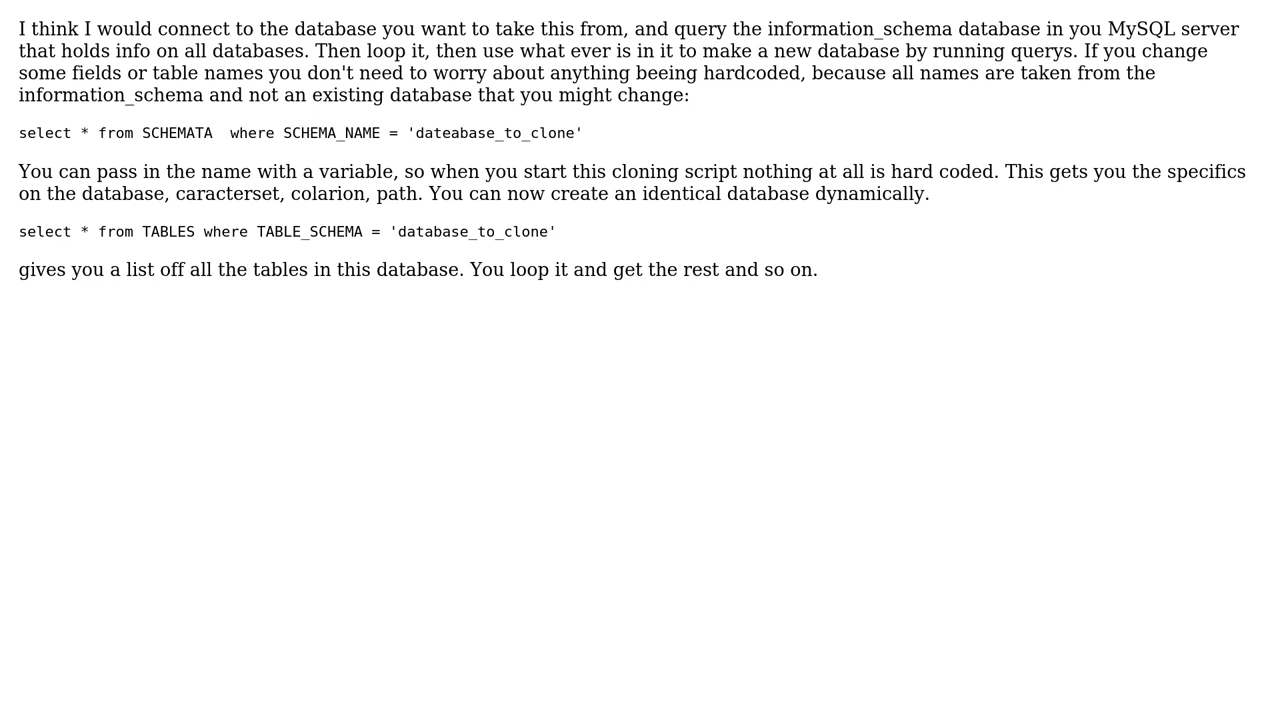 I think I would connect to the database you want to take this from, and query the information_schema database in you MySQL server
that holds info on all databases. Then loop it, then use what ever is in it to make a new database by running querys. If you change
some fields or table names you don't need to worry about anything beeing hardcoded, because all names are taken from the
information_schema and not an existing database that you might change:
select * from SCHEMATA  where SCHEMA_NAME = 'dateabase_to_clone'
You can pass in the name with a variable, so when you start this cloning script nothing at all is hard coded. This gets you the specifics
on the database, caracterset, colarion, path. You can now create an identical database dynamically.
select * from TABLES where TABLE_SCHEMA = 'database_to_clone'
gives you a list off all the tables in this database. You loop it and get the rest and so on.